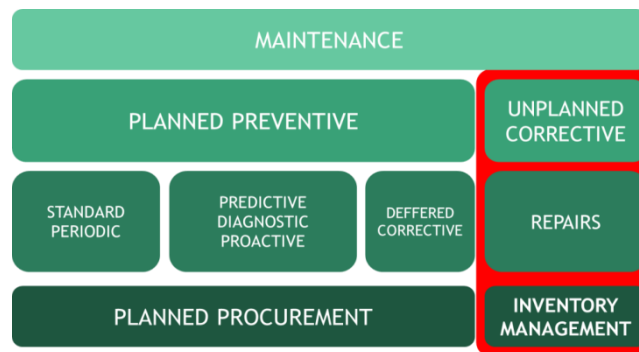 MAINTENANCE
PLANNED PREVENTIVE
UNPLANNED
CORRECTIVE
STANDARD
PERIODIC
PREDICTIVE
DIAGNOSTIC
PROACTIVE
DEFFERED
CORRECTIVE
REPAIRS
PLANNED PROCUREMENT
INVENTORY
MANAGEMENT